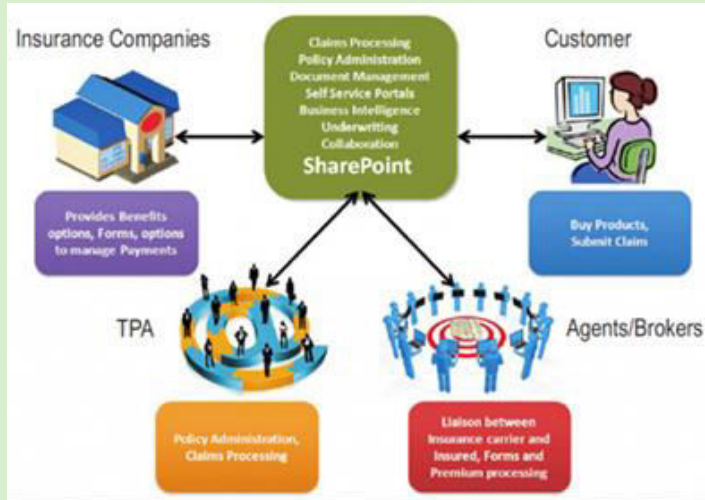 Insurance Companies
Claims Processing
Policy Administration
Document Management
Self Service Portals
Business Intelligence
Underwriting
Collaboration
SharePoint
Customer
Provides Benefits
options, Forms, options
to manage Payments
Buy Products,
Submit Claim
TPA
Agents/Brokers
Policy Administration,
Claims Processing
Liaison between
Insurance carrier and
Insured, Forms and
Premium processing